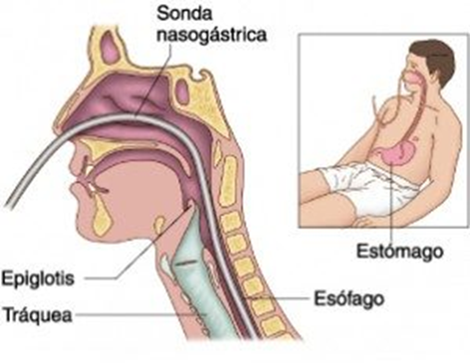 Sonda
nasogástrica
Estómago
Epiglotis
Esófago
Tráquea